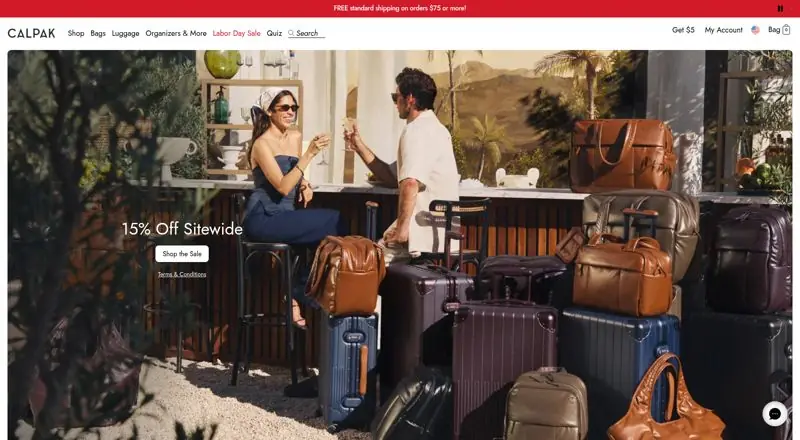 FREE standard shipping on orders $75 or more!
CALPAK Shop Bags Luggage Organizers & More Labor Day Sale Quiz Search Get $5 My Account Bag 0
15% Off Sitewide
Shop the Sale
Terms & Conditions